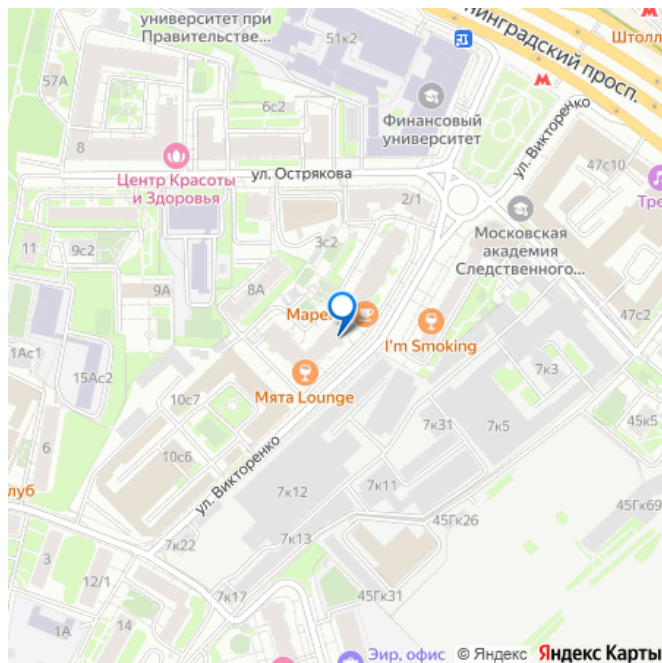 университет при
Правительстве...
51к2
нинградский просп.
Штолл
57А
6с2
Финансовый
университет
ул. Викторенко
8
Центр Красоты
и Здоровья
ул. Острякова
2/1
47с10
Тре
Московская
академия
Следственного...
11
9с2
3с2
9А
8А
Маре
I'm Smoking
47с2
1Ас1
15Ас2
Мята Lounge
7к3
10с7
7к31
7к5
45к5
6
10с6
луб
ул. Викторенко
7к12
7к11
45Гк69
45Гк26
7к22
7к13
3
12/1
7к17
45Гк31
1А
14
Эир, офис
© Яндекс
Яндекс Карты